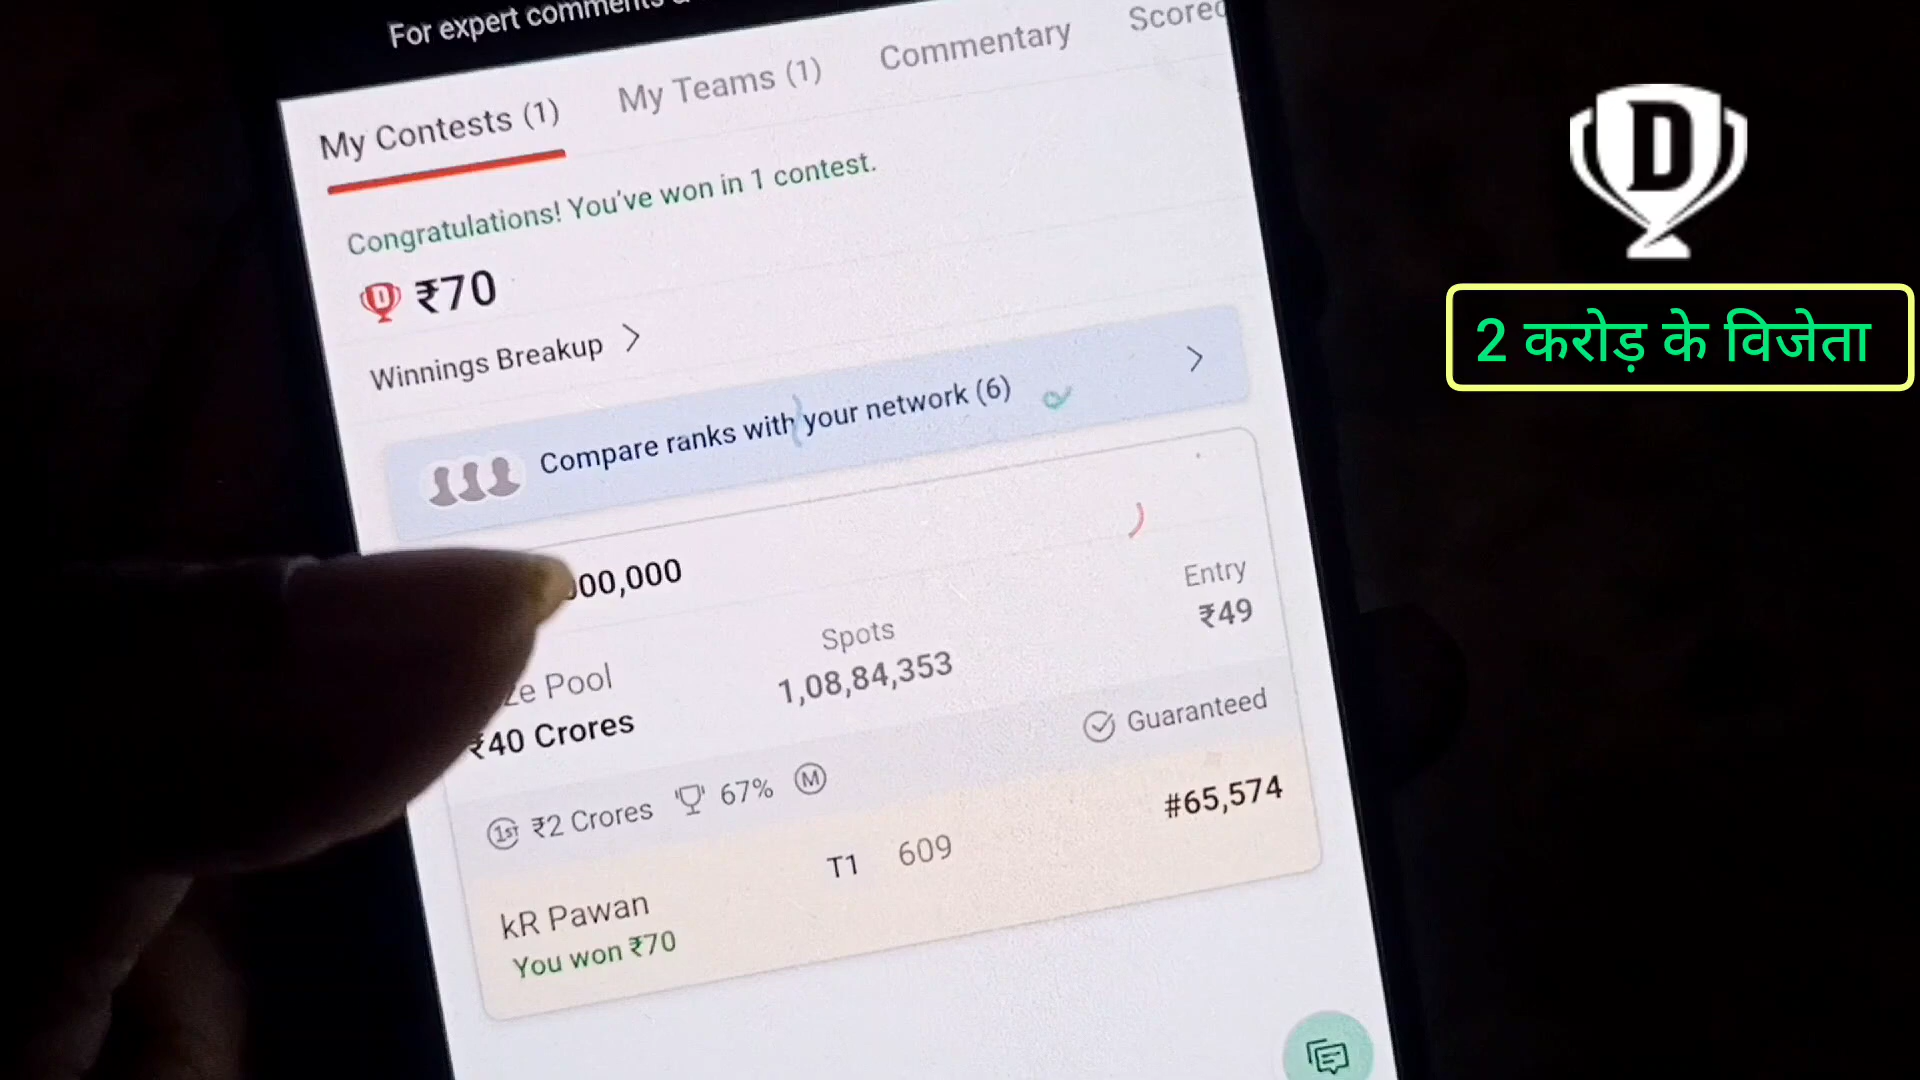 For expert comments
My Contests (1)
My Teams (1)
Commentary
Congratulations! You've won in 1 contest.
₹70
Winnings Breakup
Compare ranks with your network (6)
00,000
Prize Pool
₹40 Crores
Spots
1,08,84,353
Entry
₹49
1st ₹2 Crores
67%
M
Guaranteed
kR Pawan
T1
609
#65,574
You won ₹70
D
2 करोड़ के विजेता